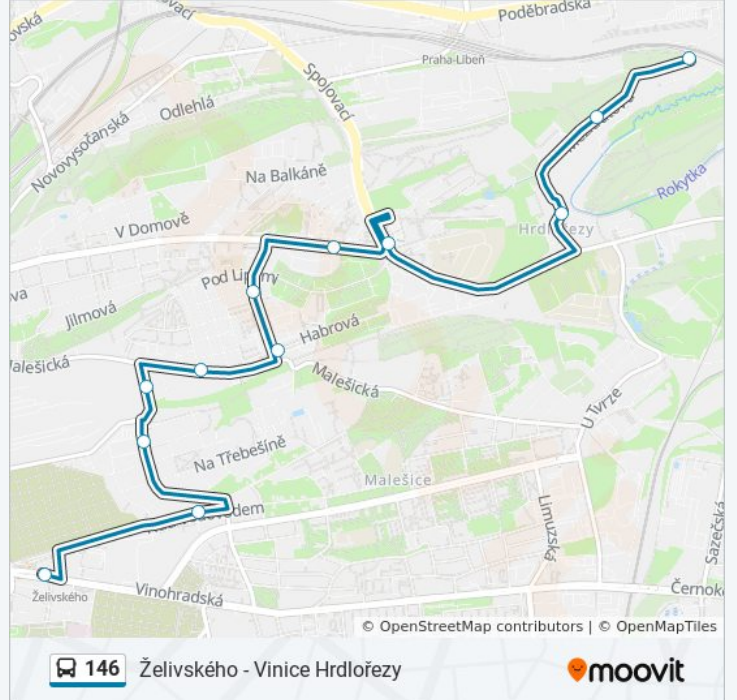 Poděbradská
Praha-Libeň
Spojovací
Odlehlá
Novovysočanská
Na Balkáně
Rokytka
V Domově
Hrdlořezy
Pod Lipami
Jilmová
Habrová
Malešická
Malešická
U Tvrze
Na Třebešíně
Malešice
Limuzská
Sazečská
Želivského
Vinohradská
Černok
© OpenStreetMap contributors | © OpenMapTiles
146 Želivského - Vinice Hrdlořezy
moovit